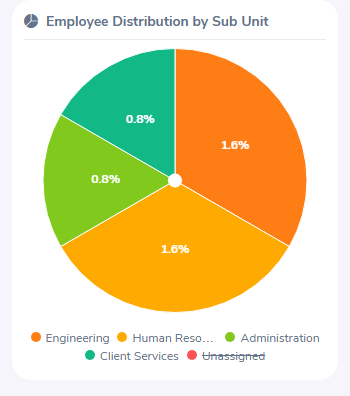 Employee Distribution by Sub Unit
0.8%
1.6%
0.8%
1.6%
Engineering Human Reso... Administration
Client Services Unassigned